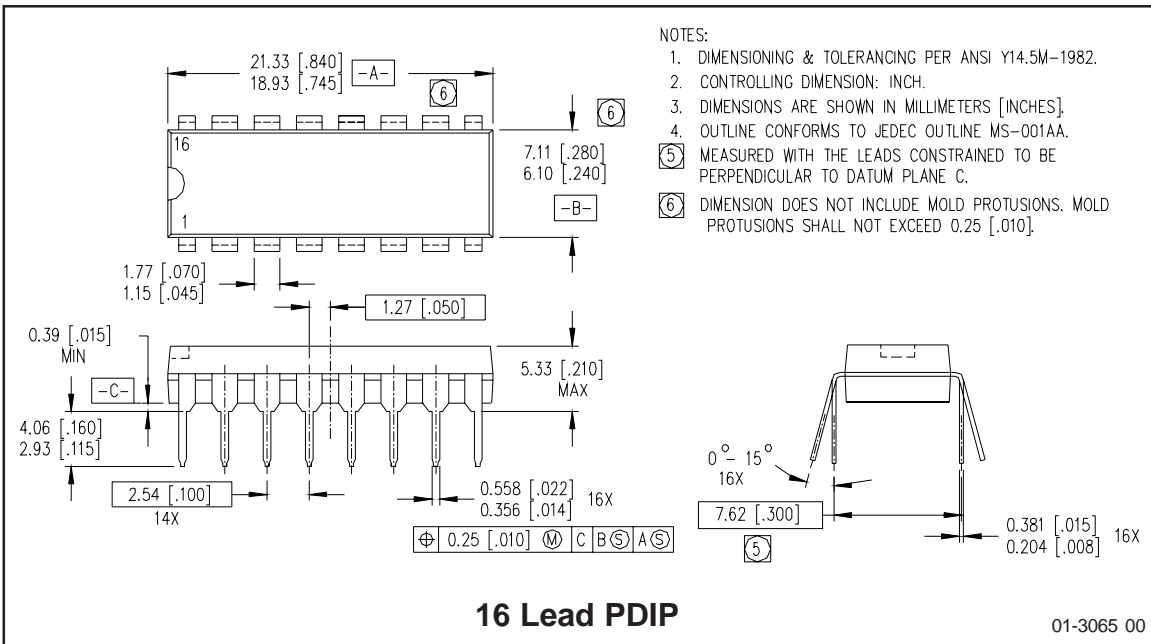 21.33 [.840]
18.93 [.745]
-A-
6
6
16
1
7.11 [.280]
6.10 [.240]
-B-
NOTES:
1. DIMENSIONING & TOLERANCING PER ANSI Y14.5M-1982.
2. CONTROLLING DIMENSION: INCH.
3. DIMENSIONS ARE SHOWN IN MILLIMETERS [INCHES].
4. OUTLINE CONFORMS TO JEDEC OUTLINE MS-001AA.
5 MEASURED WITH THE LEADS CONSTRAINED TO BE
PERPENDICULAR TO DATUM PLANE C.
6 DIMENSION DOES NOT INCLUDE MOLD PROTUSIONS. MOLD
PROTUSIONS SHALL NOT EXCEED 0.25 [.010].
1.77 [.070]
1.15 [.045]
1.27 [.050]
0.39 [.015]
MIN
-C-
5.33 [.210]
MAX
4.06 [.160]
2.93 [.115]
2.54 [.100]
14X
0.558 [.022]
0.356 [.014]
16X
⌖ 0.25 [.010] Ⓜ C B Ⓢ A Ⓢ
0°- 15°
16X
7.62 [.300]
5
0.381 [.015]
0.204 [.008]
16X
16 Lead PDIP
01-3065 00